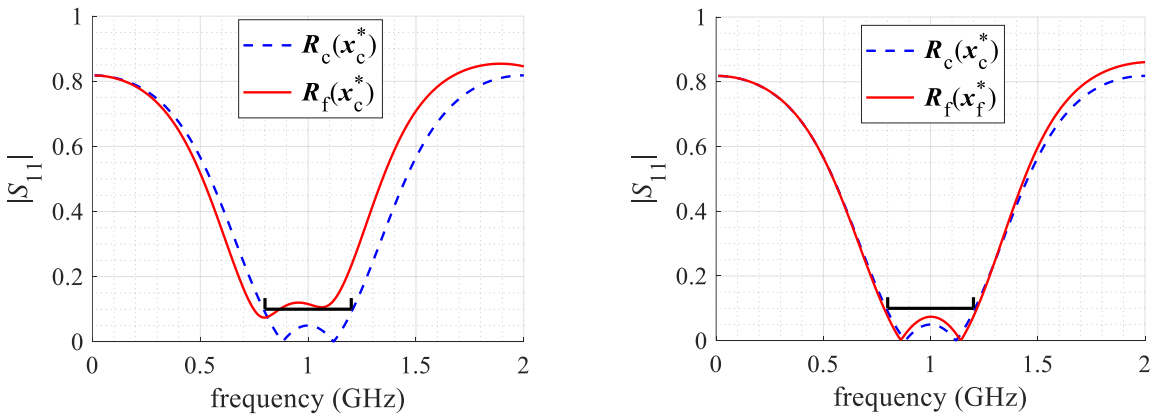 1
0.8
0.6
0.4
0.2
0
|S₁₁|
R_c(x_c^*)
R_f(x_c^*)
0 0.5 1 1.5 2
frequency (GHz)
1
0.8
0.6
0.4
0.2
0
|S₁₁|
R_c(x_c^*)
R_f(x_f^*)
0 0.5 1 1.5 2
frequency (GHz)